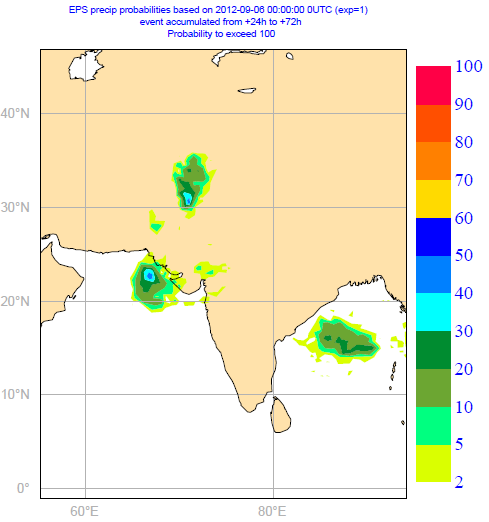 EPS precip probabilities based on 2012-09-06 00:00:00 0UTC (exp=1)
event accumulated from +24h to +72h
Probability to exceed 100
100
90
80
70
60
50
40
30
20
10
5
2
40°N
30°N
20°N
10°N
0°
60°E
80°E